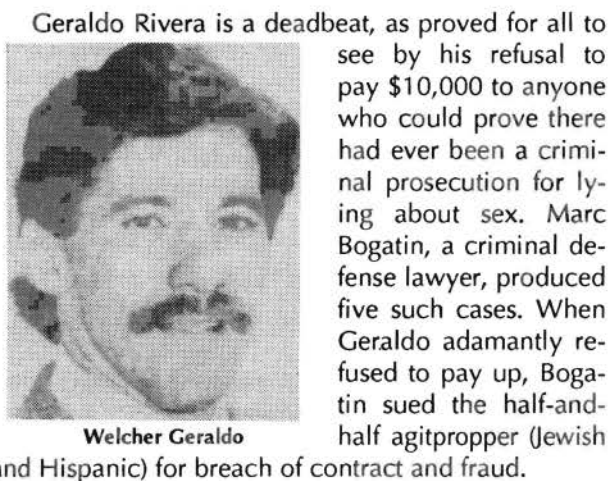 Geraldo Rivera is a deadbeat, as proved for all to
see by his refusal to
pay $10,000 to anyone
who could prove there
had ever been a crimi-
nal prosecution for ly-
ing about sex. Marc
Bogatin, a criminal de-
fense lawyer, produced
five such cases. When
Geraldo adamantly re-
fused to pay up, Boga-
tin sued the half-and-
half agitpropper (Jewish
and Hispanic) for breach of contract and fraud.
Welcher Geraldo